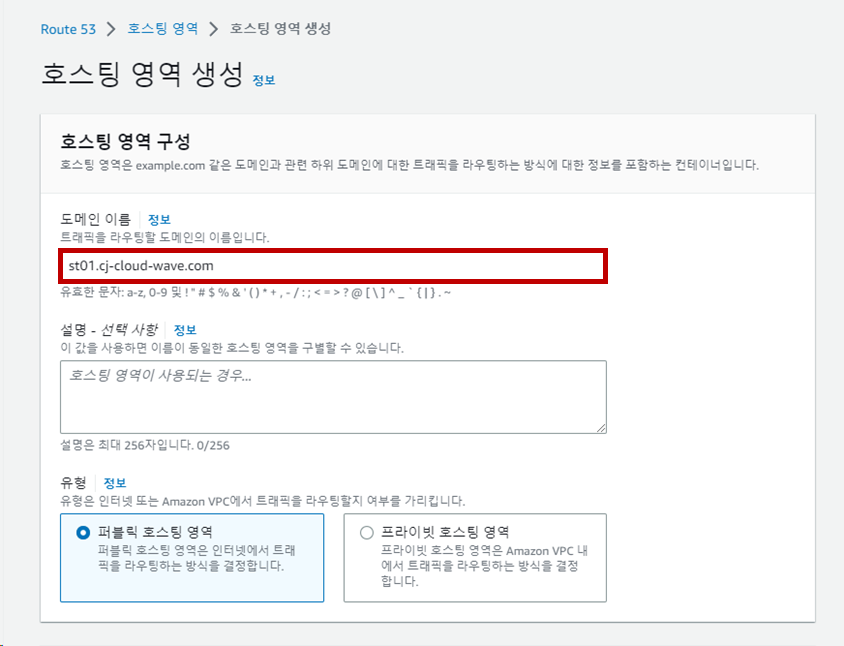 Route 53 > 호스팅 영역 > 호스팅 영역 생성
호스팅 영역 생성 정보
호스팅 영역 구성
호스팅 영역은 example.com 같은 도메인과 관련 하위 도메인에 대한 트래픽을 라우팅하는 방식에 대한 정보를 포함하는 컨테이너입니다.
도메인 이름 정보
트래픽을 라우팅할 도메인의 이름입니다.
st01.cj-cloud-wave.com
유효한 문자: a-z, 0-9 및 ! " # $ % & ' ( ) * + , - / : ; < = > ? @ [ \ ] ^ _ ` { | } . ~
설명 - 선택 사항 정보
이 값을 사용하면 이름이 동일한 호스팅 영역을 구별할 수 있습니다.
호스팅 영역이 사용되는 경우...
설명은 최대 256자입니다. 0/256
유형 정보
유형은 인터넷 또는 Amazon VPC에서 트래픽을 라우팅할지 여부를 가리킵니다.
퍼블릭 호스팅 영역
퍼블릭 호스팅 영역은 인터넷에서 트래
픽을 라우팅하는 방식을 결정합니다.
프라이빗 호스팅 영역
프라이빗 호스팅 영역은 Amazon VPC 내
에서 트래픽을 라우팅하는 방식을 결정
합니다.